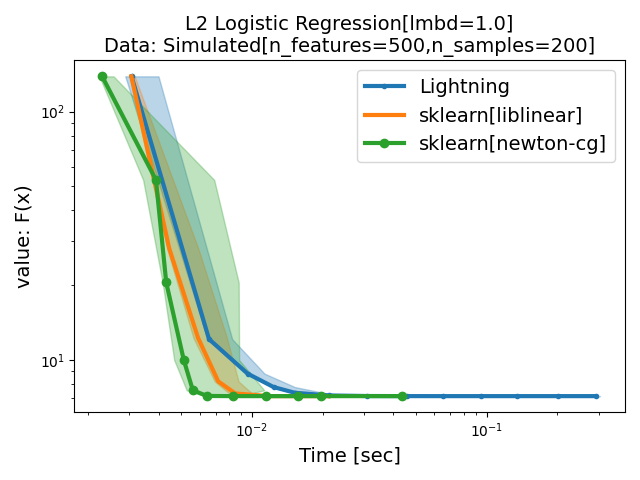 L2 Logistic Regression[lmbd=1.0]
Data: Simulated[n_features=500,n_samples=200]
Lightning
sklearn[liblinear]
sklearn[newton-cg]
value: F(x)
10²
10¹
10⁻²
10⁻¹
Time [sec]